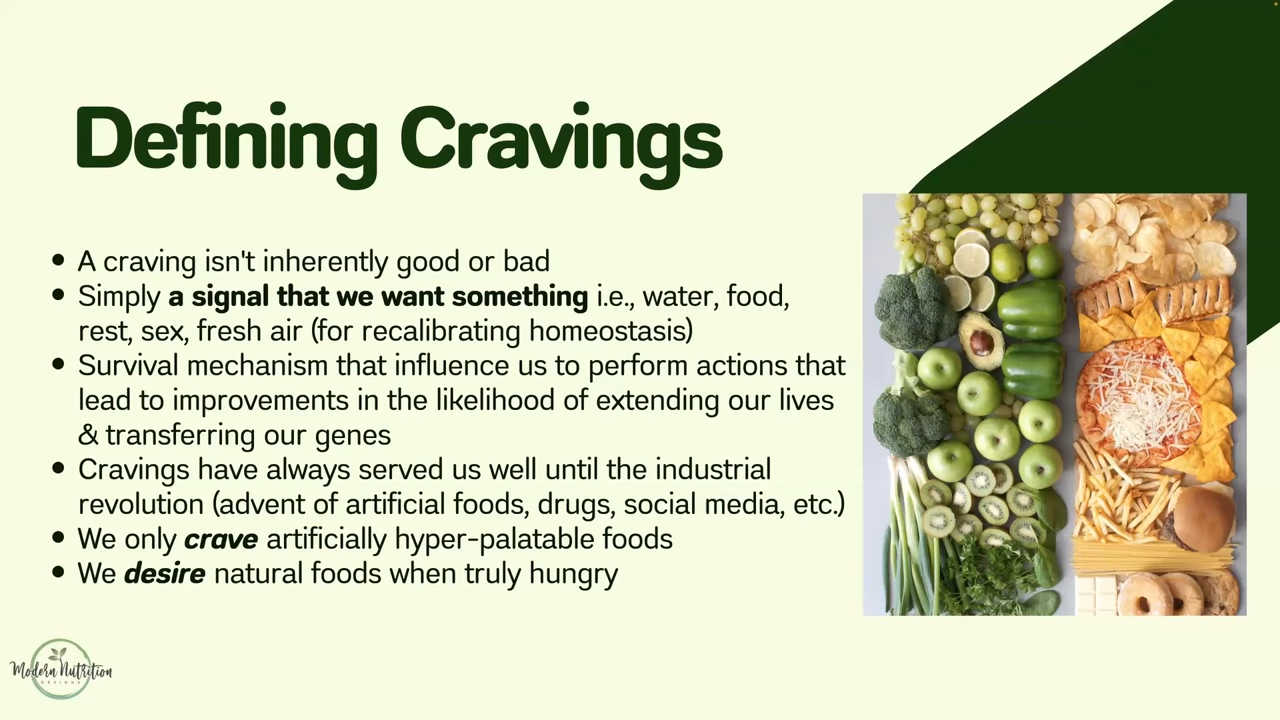 Defining Cravings
• A craving isn't inherently good or bad
• Simply a signal that we want something i.e., water, food,
rest, sex, fresh air (for recalibrating homeostasis)
• Survival mechanism that influence us to perform actions that
lead to improvements in the likelihood of extending our lives
& transferring our genes
• Cravings have always served us well until the industrial
revolution (advent of artificial foods, drugs, social media, etc.)
• We only crave artificially hyper-palatable foods
• We desire natural foods when truly hungry
Modern Nutrition
DESIGNS